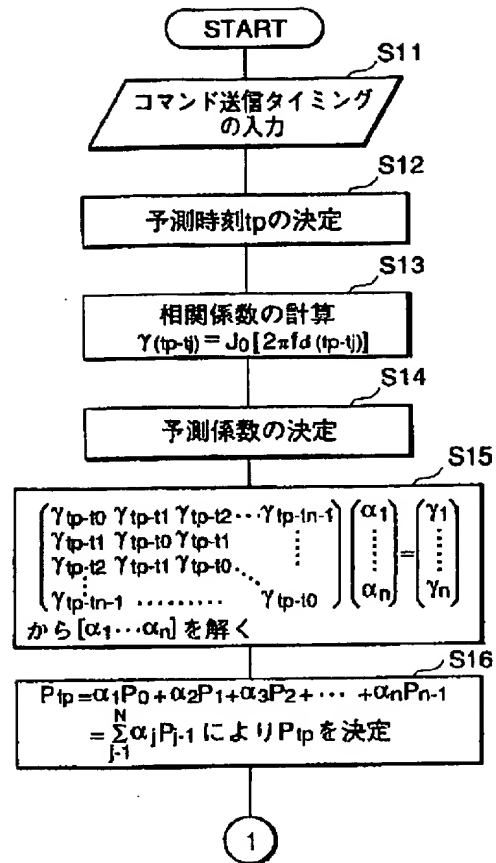 START
S11
コマンド送信タイミング
の入力
S12
予測時刻tpの決定
S13
相関係数の計算
γ(tp-tj) = J0[2πfd(tp-tj)]
S14
予測係数の決定
S15
γtp-t0 γtp-t1 γtp-t2 … γtp-tn-1 α1 γ1
γtp-t1 γtp-t0 γtp-t1
γtp-t2 γtp-t1 γtp-t0 =
γtp-tn-1 ……… γtp-t0 αn γn
から[α1…αn]を解く
S16
Ptp=α1P0+α2P1+α3P2+ … +αnPn-1
= N Σ j-1 αjPj-1 によりPtpを決定
1